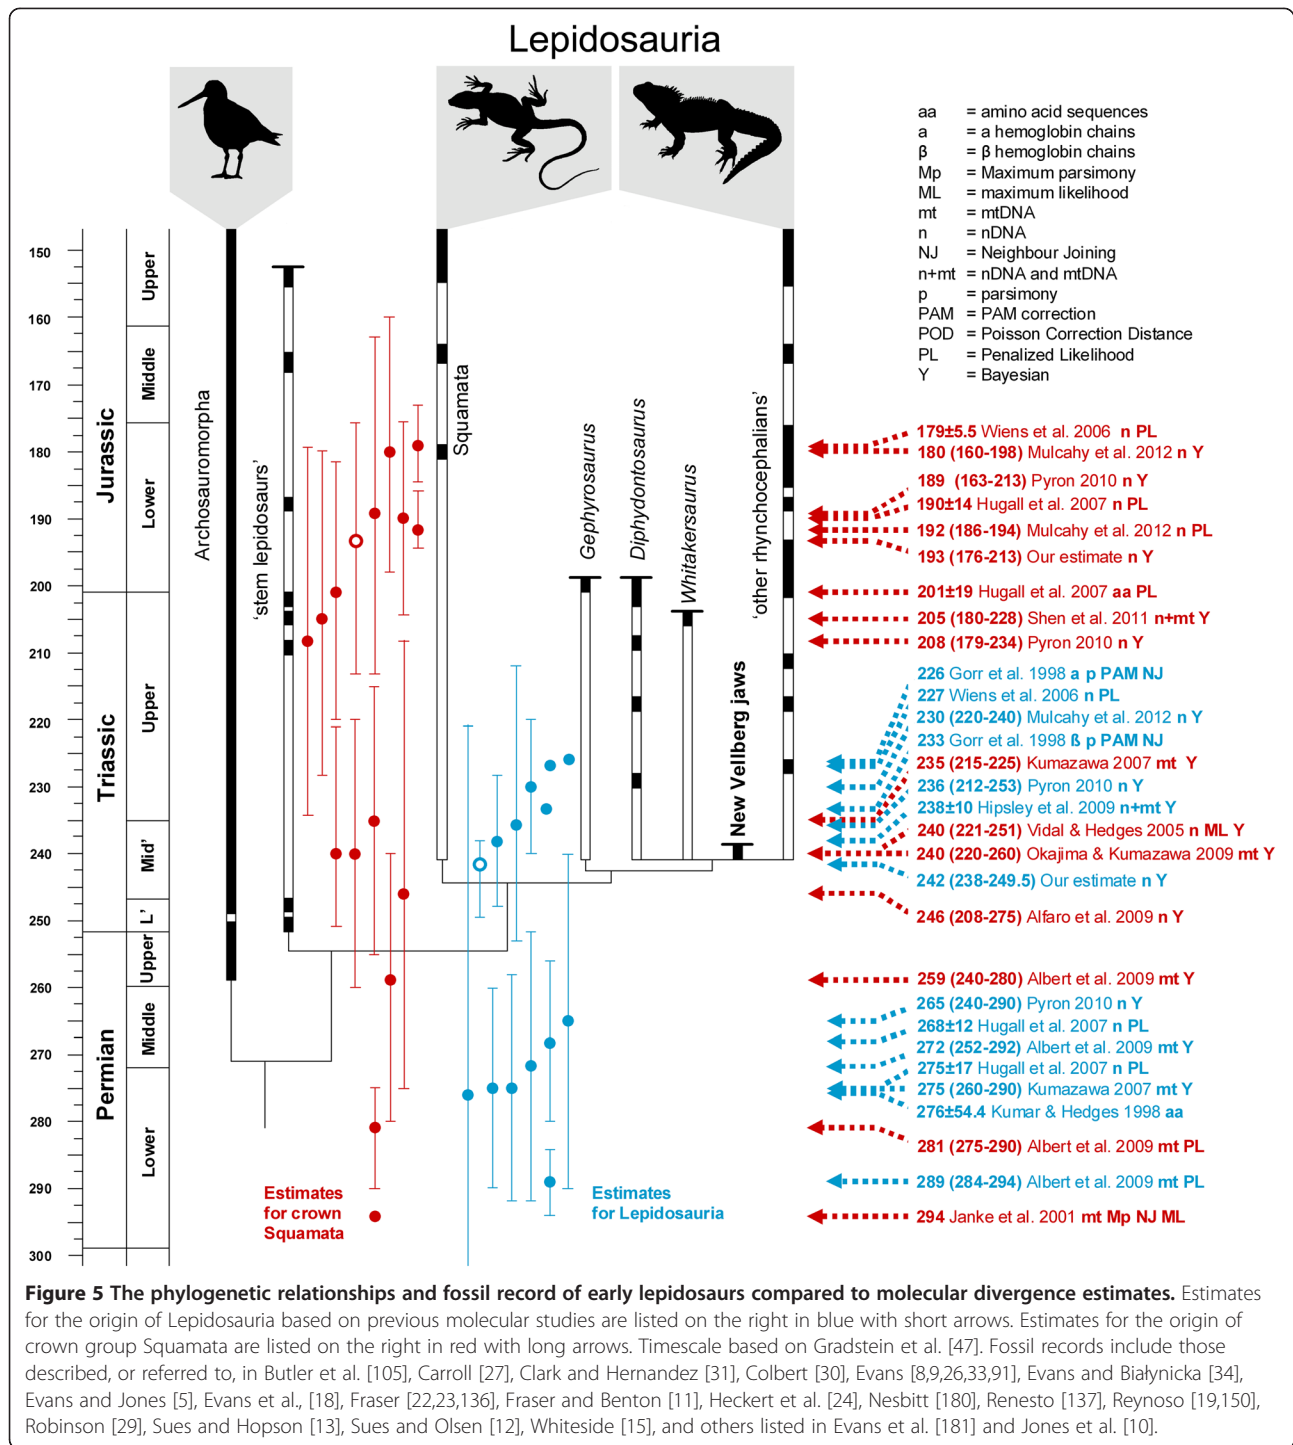 Lepidosauria
aa = amino acid sequences
a = a hemoglobin chains
β = β hemoglobin chains
Mp = Maximum parsimony
ML = maximum likelihood
mt = mtDNA
n = nDNA
NJ = Neighbour Joining
n+mt = nDNA and mtDNA
p = parsimony
PAM = PAM correction
POD = Poisson Correction Distance
PL = Penalized Likelihood
Y = Bayesian
150
160
170
180
190
200
210
220
230
240
250
260
270
280
290
300
Jurassic
Triassic
Permian
Upper
Middle
Lower
Upper
Mid'
L'
Upper
Middle
Lower
Archosauromorpha
'stem lepidosaurs'
Squamata
Gephyrosaurus
Diphydontosaurus
Whitakersaurus
New Vellberg jaws
'other rhynchocephalians'
179±5.5 Wiens et al. 2006 n PL
180 (160-198) Mulcahy et al. 2012 n Y
189 (163-213) Pyron 2010 n Y
190±14 Hugall et al. 2007 n PL
192 (186-194) Mulcahy et al. 2012 n PL
193 (176-213) Our estimate n Y
201±19 Hugall et al. 2007 aa PL
205 (180-228) Shen et al. 2011 n+mt Y
208 (179-234) Pyron 2010 n Y
226 Gorr et al. 1998 a p PAM NJ
227 Wiens et al. 2006 n PL
230 (220-240) Mulcahy et al. 2012 n Y
233 Gorr et al. 1998 ß p PAM NJ
235 (215-225) Kumazawa 2007 mt Y
236 (212-253) Pyron 2010 n Y
238±10 Hipsley et al. 2009 n+mt Y
240 (221-251) Vidal & Hedges 2005 n ML Y
240 (220-260) Okajima & Kumazawa 2009 mt Y
242 (238-249.5) Our estimate n Y
246 (208-275) Alfaro et al. 2009 n Y
259 (240-280) Albert et al. 2009 mt Y
265 (240-290) Pyron 2010 n Y
268±12 Hugall et al. 2007 n PL
272 (252-292) Albert et al. 2009 mt Y
275±17 Hugall et al. 2007 n PL
275 (260-290) Kumazawa 2007 mt Y
276±54.4 Kumar & Hedges 1998 aa
281 (275-290) Albert et al. 2009 mt PL
289 (284-294) Albert et al. 2009 mt PL
294 Janke et al. 2001 mt Mp NJ ML
Estimates
for crown
Squamata
Estimates
for Lepidosauria
Figure 5 The phylogenetic relationships and fossil record of early lepidosaurs compared to molecular divergence estimates. Estimates
for the origin of Lepidosauria based on previous molecular studies are listed on the right in blue with short arrows. Estimates for the origin of
crown group Squamata are listed on the right in red with long arrows. Timescale based on Gradstein et al. [47]. Fossil records include those
described, or referred to, in Butler et al. [105], Carroll [27], Clark and Hernandez [31], Colbert [30], Evans [8,9,26,33,91], Evans and Białynicka [34],
Evans and Jones [5], Evans et al., [18], Fraser [22,23,136], Fraser and Benton [11], Heckert et al. [24], Nesbitt [180], Renesto [137], Reynoso [19,150],
Robinson [29], Sues and Hopson [13], Sues and Olsen [12], Whiteside [15], and others listed in Evans et al. [181] and Jones et al. [10].